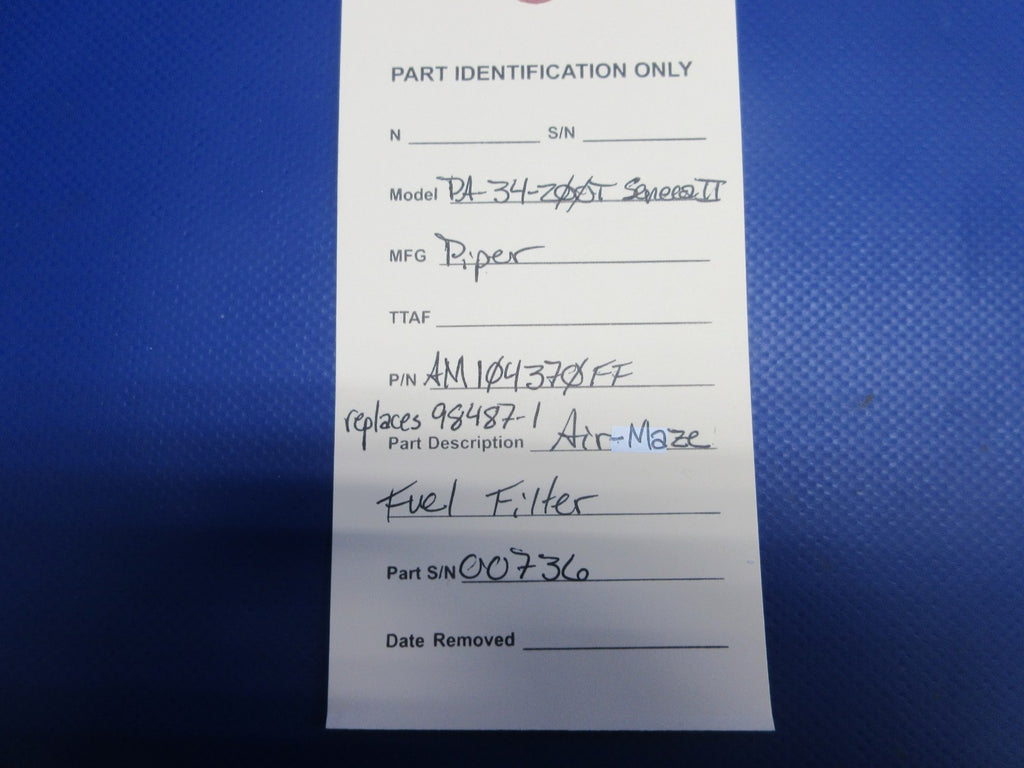 PART IDENTIFICATION ONLY
N S/N
Model PA-34-200T Seneca II
MFG Piper
TTAF
P/N AM104370FF
replaces 98487-1
Part Description Air-Maze
Fuel Filter
Part S/N 00736
Date Removed